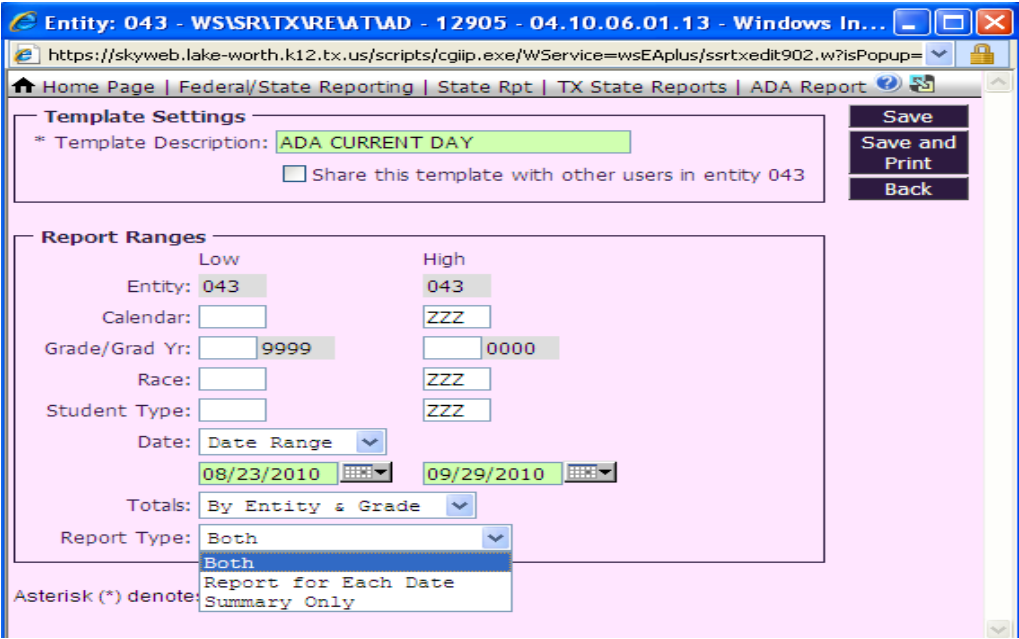 Entity: 043 - WS\SR\TX\RE\AT\AD - 12905 - 04.10.06.01.13 - Windows In...
https://skyweb.lake-worth.k12.tx.us/scripts/cgiip.exe/WService=wsEAplus/ssrtxedit902.w?isPopup=
Home Page | Federal/State Reporting | State Rpt | TX State Reports | ADA Report
Template Settings
* Template Description: ADA CURRENT DAY
Share this template with other users in entity 043
Save
Save and
Print
Back
Report Ranges
Low High
Entity: 043 043
Calendar: ZZZ
Grade/Grad Yr: 9999 0000
Race: ZZZ
Student Type: ZZZ
Date: Date Range
08/23/2010 09/29/2010
Totals: By Entity & Grade
Report Type: Both
Both
Report for Each Date
Summary Only
Asterisk (*) denotes